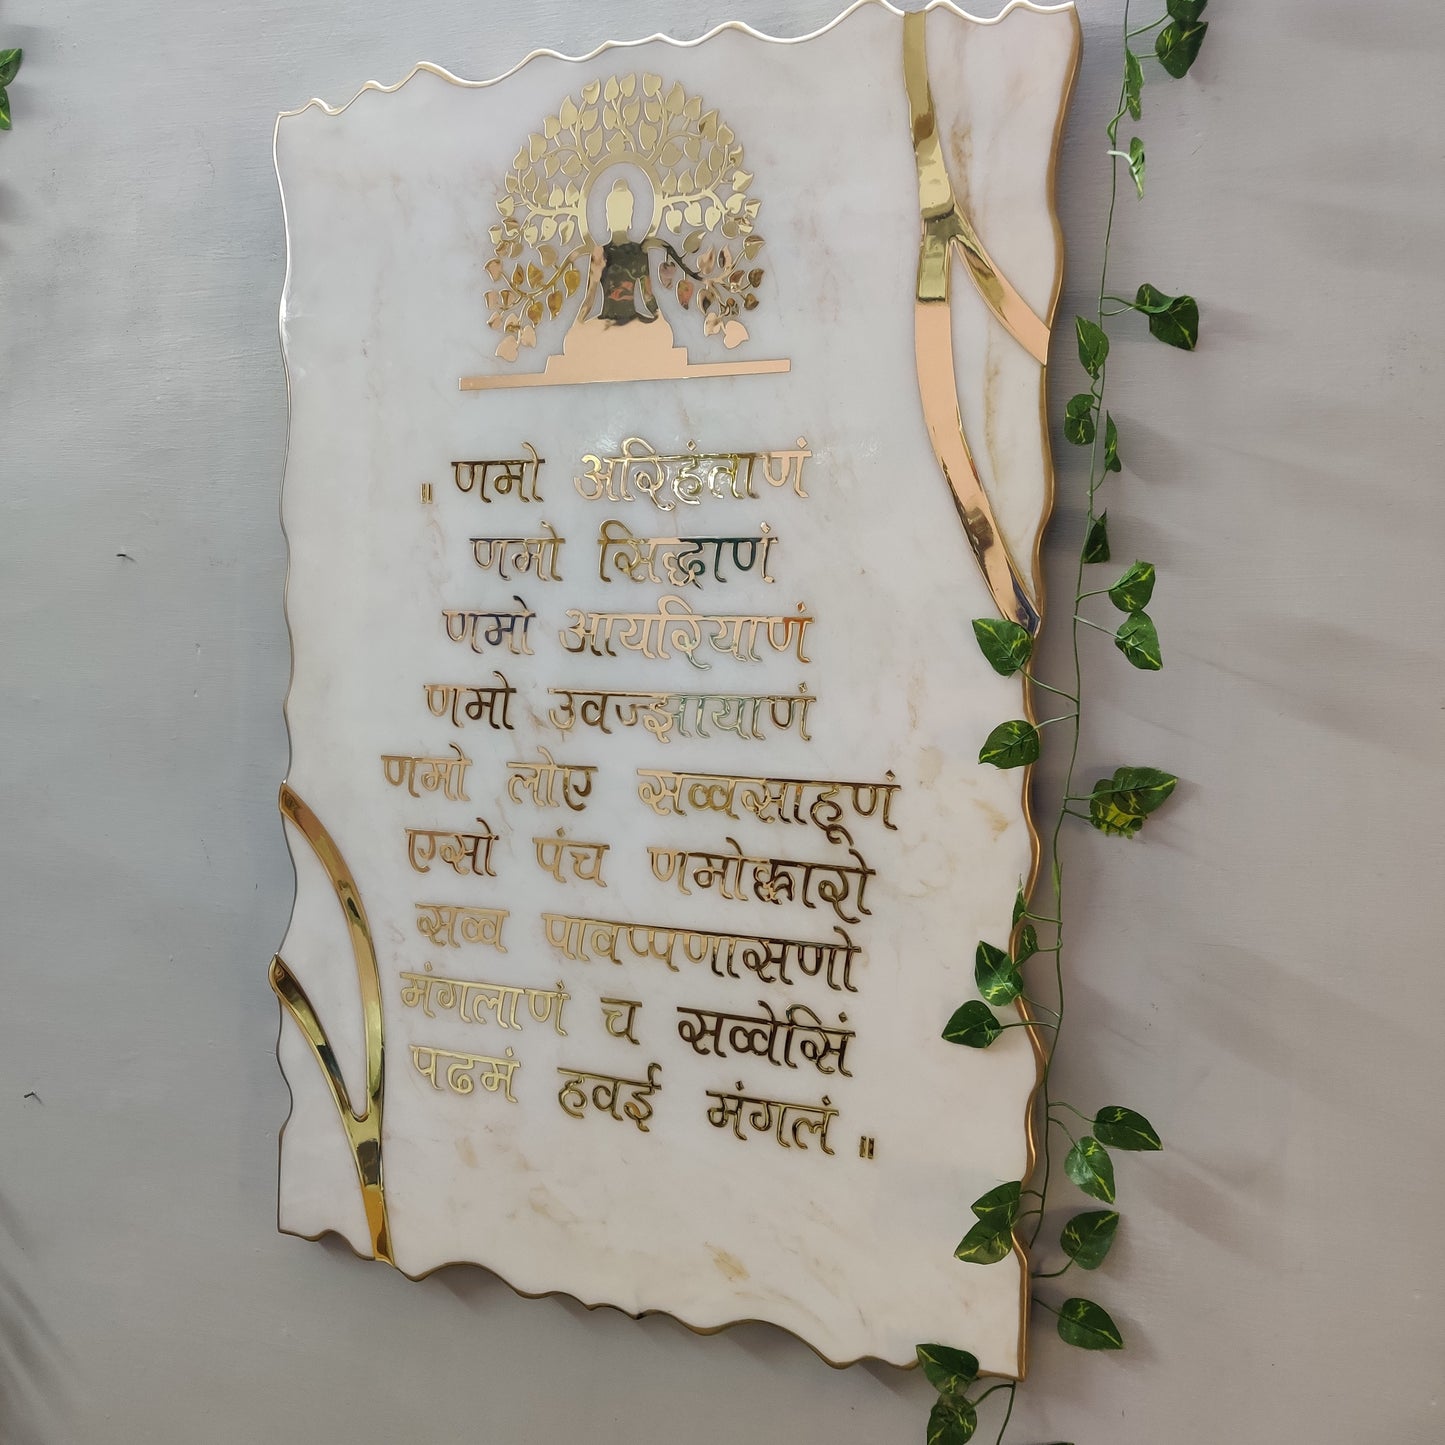 ॥ णमो अरिहंताणं
णमो सिद्धाणं
णमो आयरियाणं
णमो उवज्झायाणं
णमो लोए सव्वसाहूणं
एसो पंच णमोक्कारो
सव्व पावप्पणासणो
मंगलाणं च सव्वेसिं
पढमं हवई मंगलं ॥